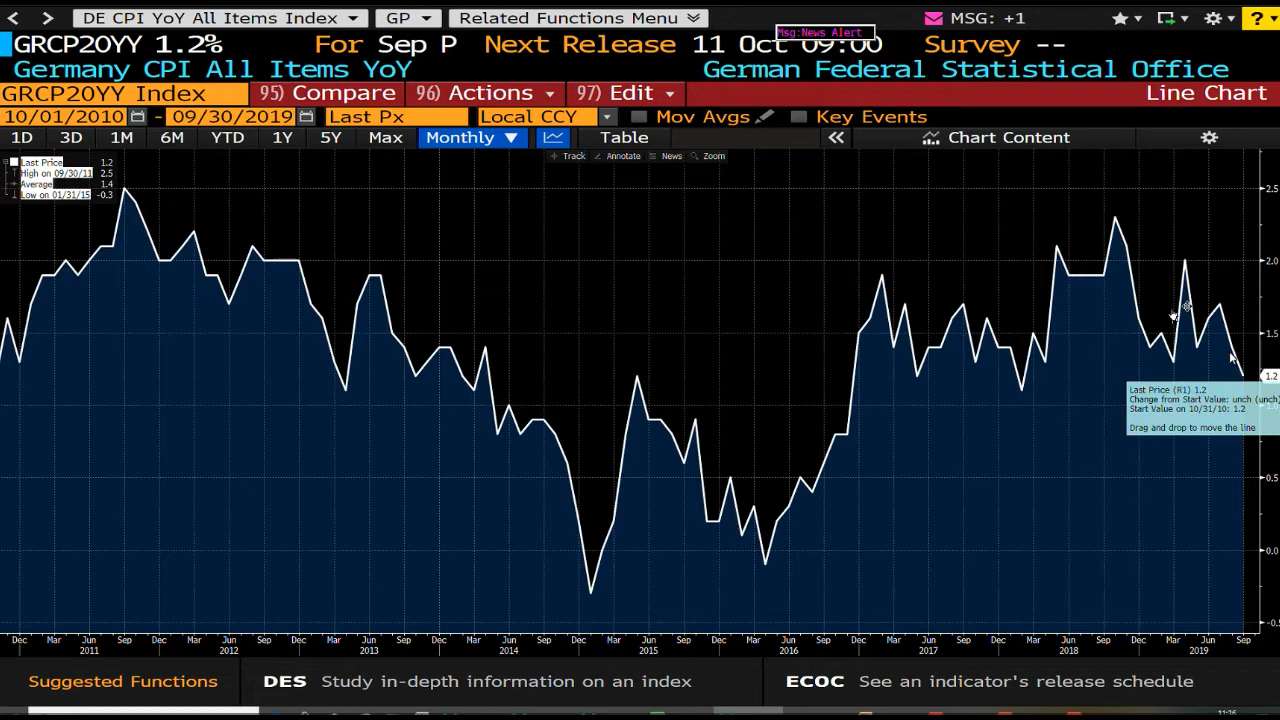 DE CPI YoY All Items Index GP Related Functions Menu MSG: +1 ?
Msg:News Alert
GRCP20YY 1.2% For Sep P Next Release 11 Oct 09:00 Survey --
Germany CPI All Items YoY German Federal Statistical Office
GRCP20YY Index 95) Compare 96) Actions 97) Edit Line Chart
10/01/2010 - 09/30/2019 Last Px Local CCY Mov Avgs Key Events
1D 3D 1M 6M YTD 1Y 5Y Max Monthly ▼ Table « Chart Content
Track Annotate News Zoom
Last Price 1.2
High on 09/30/11 2.5
Average 1.4
Low on 01/31/15 -0.3
2.5
2.0
1.5
1.2
Last Price (R1) 1.2
Change from Start Value: unch (unch)
Start Value on 10/31/10: 1.2
Drag and drop to move the line
0.5
0.0
-0.5
Dec Mar Jun Sep Dec Mar Jun Sep Dec Mar Jun Sep Dec Mar Jun Sep Dec Mar Jun Sep Dec Mar Jun Sep Dec Mar Jun Sep Dec Mar Jun Sep Dec Mar Jun Sep
2011 2012 2013 2014 2015 2016 2017 2018 2019
Suggested Functions DES Study in-depth information on an index ECOC See an indicator's release schedule